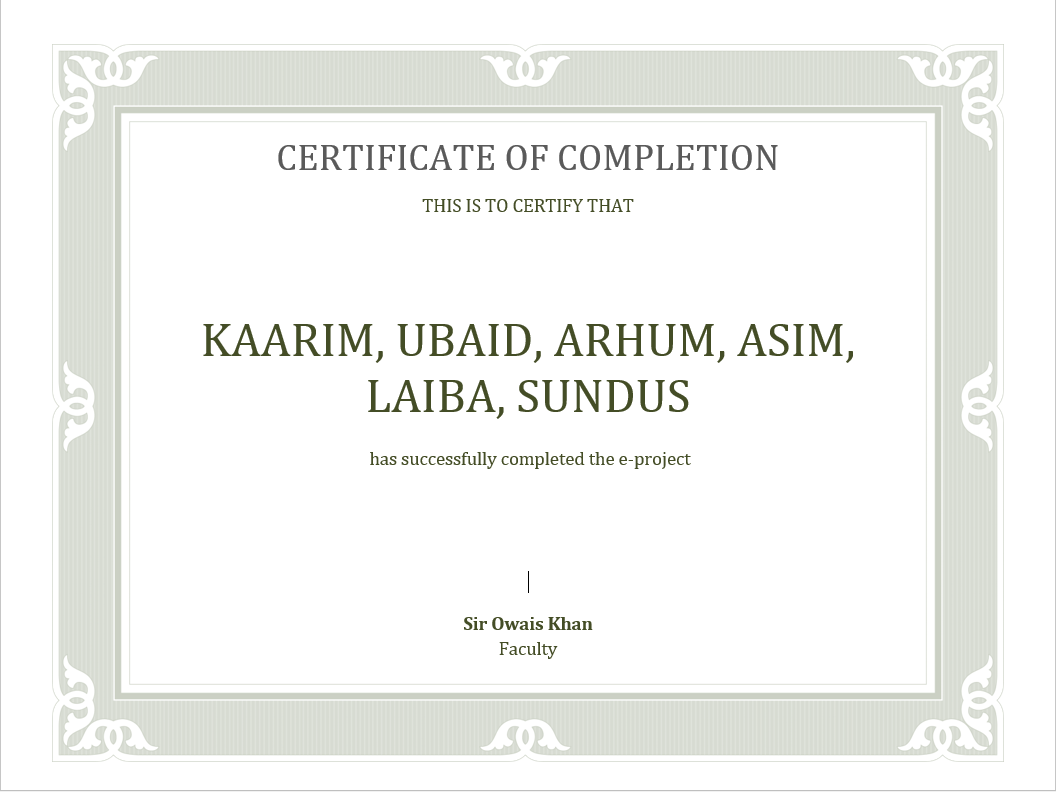 CERTIFICATE OF COMPLETION
THIS IS TO CERTIFY THAT
KAARIM, UBAID, ARHUM, ASIM,
LAIBA, SUNDUS
has successfully completed the e-project
Sir Owais Khan
Faculty